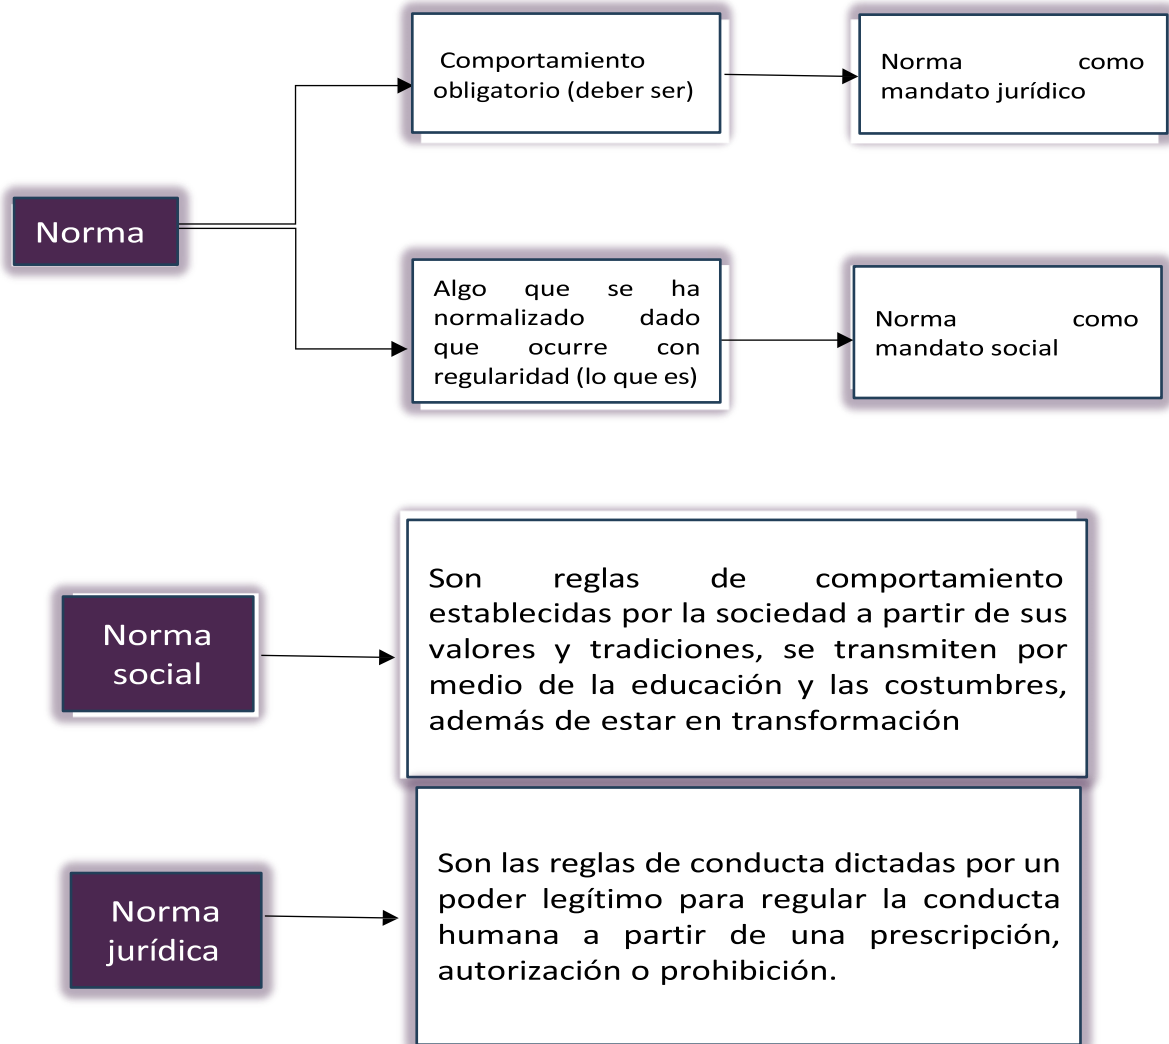 Comportamiento
obligatorio (deber ser)
Norma como
mandato jurídico
Norma
Algo que se ha
normalizado dado
que ocurre con
regularidad (lo que es)
Norma como
mandato social
Norma
social
Son reglas de comportamiento
establecidas por la sociedad a partir de sus
valores y tradiciones, se transmiten por
medio de la educación y las costumbres,
además de estar en transformación
Norma
jurídica
Son las reglas de conducta dictadas por un
poder legítimo para regular la conducta
humana a partir de una prescripción,
autorización o prohibición.